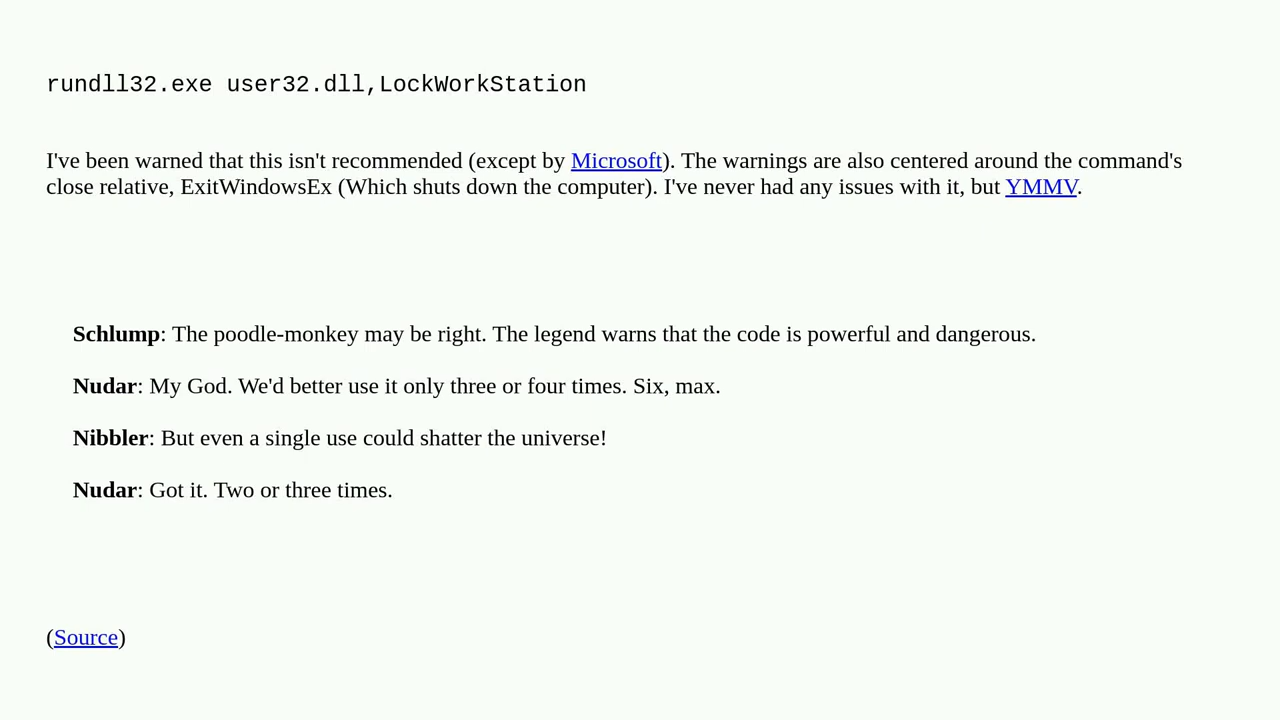 rundll32.exe user32.dll,LockWorkStation
I've been warned that this isn't recommended (except by Microsoft). The warnings are also centered around the command's
close relative, ExitWindowsEx (Which shuts down the computer). I've never had any issues with it, but YMMV.
Schlump: The poodle-monkey may be right. The legend warns that the code is powerful and dangerous.
Nudar: My God. We'd better use it only three or four times. Six, max.
Nibbler: But even a single use could shatter the universe!
Nudar: Got it. Two or three times.
(Source)